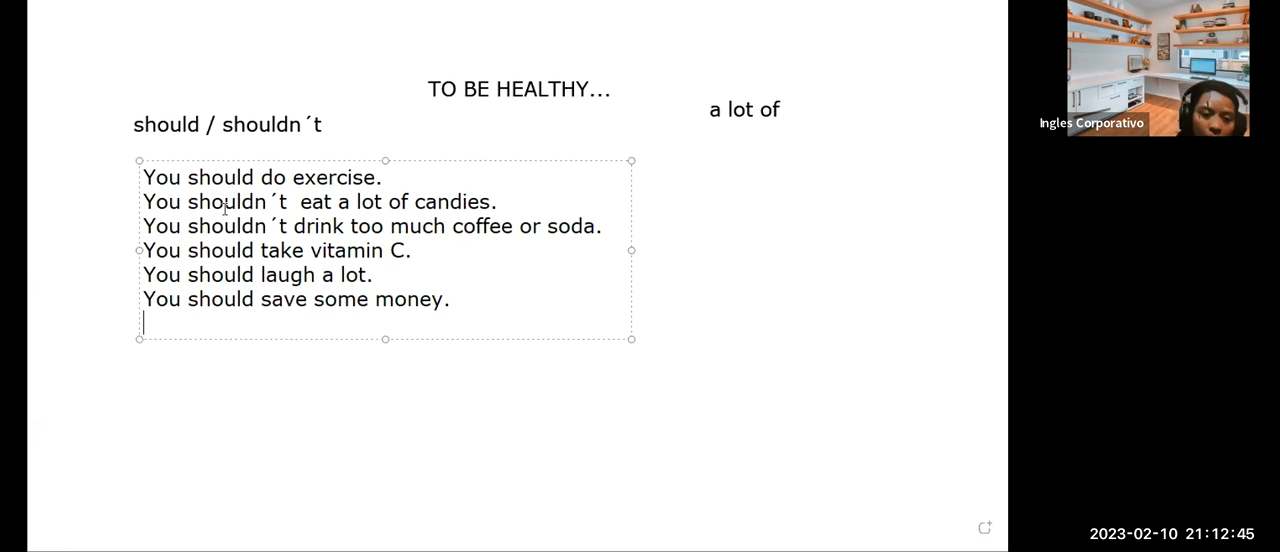 TO BE HEALTHY...
a lot of
should / shouldn´t
You should do exercise.
You shouldn´t  eat a lot of candies.
You shouldn´t drink too much coffee or soda.
You should take vitamin C.
You should laugh a lot.
You should save some money.
Ingles Corporativo
2023-02-10 21:12:45